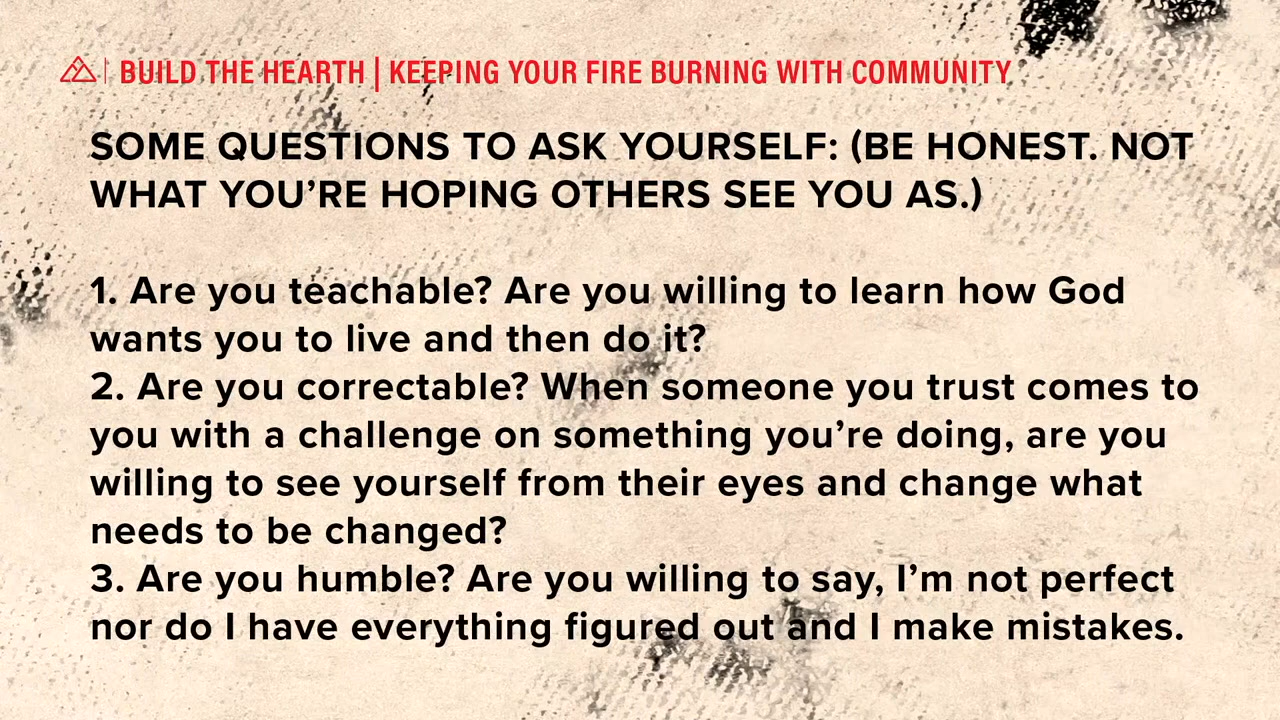 BUILD THE HEARTH | KEEPING YOUR FIRE BURNING WITH COMMUNITY
SOME QUESTIONS TO ASK YOURSELF: (BE HONEST. NOT
WHAT YOU’RE HOPING OTHERS SEE YOU AS.)
1. Are you teachable? Are you willing to learn how God
wants you to live and then do it?
2. Are you correctable? When someone you trust comes to
you with a challenge on something you’re doing, are you
willing to see yourself from their eyes and change what
needs to be changed?
3. Are you humble? Are you willing to say, I’m not perfect
nor do I have everything figured out and I make mistakes.